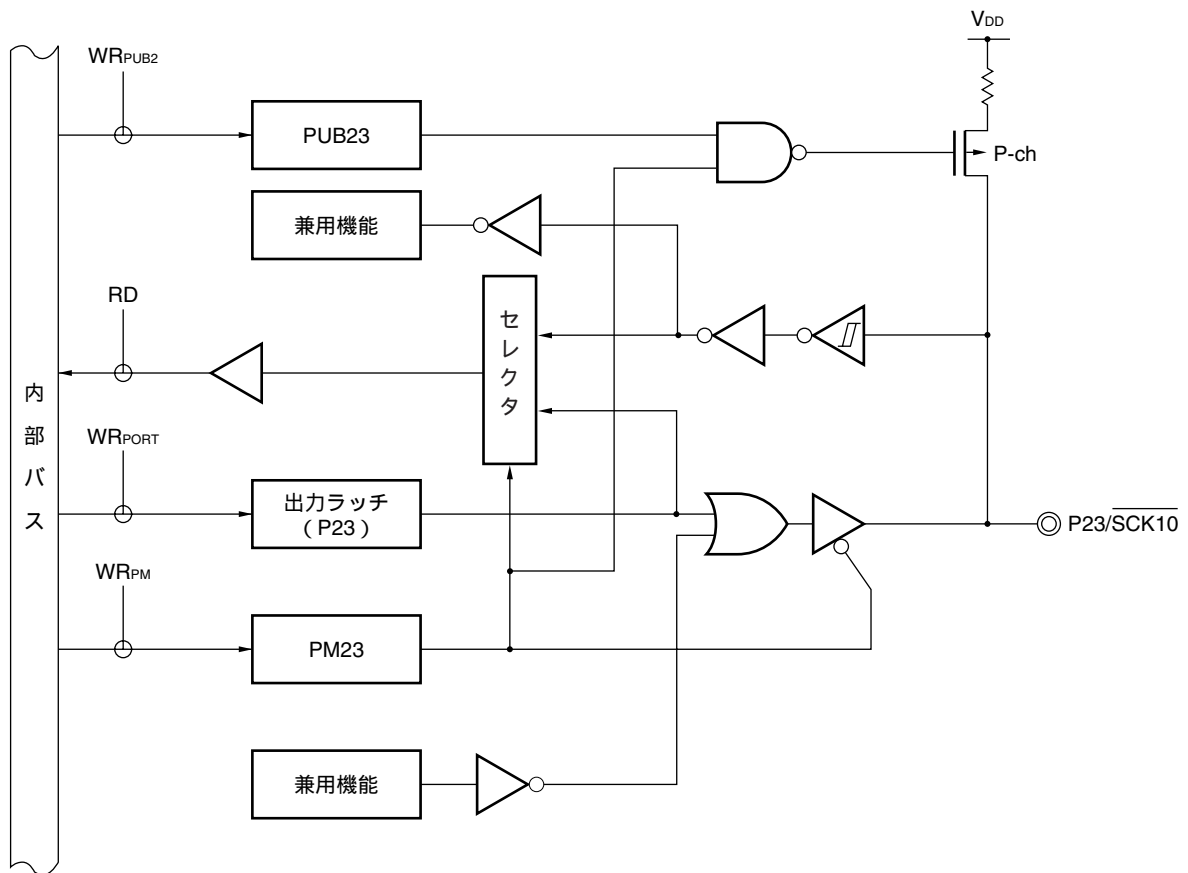 VDD
WRPUB2
PUB23
P-ch
兼用機能
RD
セレクタ
内部バス
WRPORT
出力ラッチ
（P23）
P23/SCK10
WRPM
PM23
兼用機能